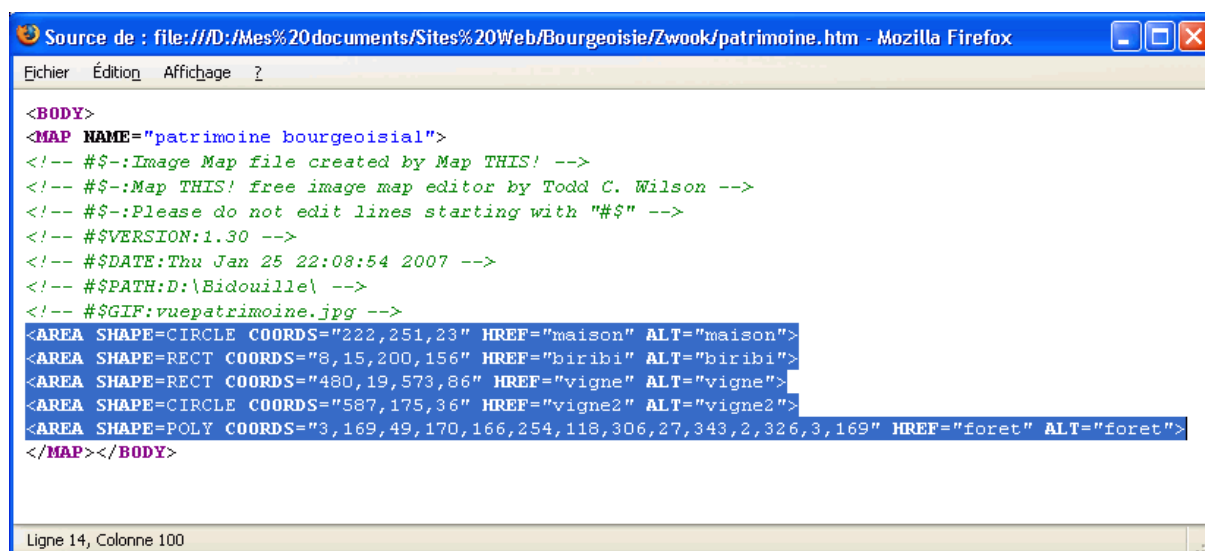 Source de : file:///D:/Mes%20documents/Sites%20Web/Bourgeoisie/Zwook/patrimoine.htm - Mozilla Firefox
Fichier Édition Affichage ?
<BODY>
<MAP NAME="patrimoine bourgeoisial">
<!-- #$-:Image Map file created by Map THIS! -->
<!-- #$-:Map THIS! free image map editor by Todd C. Wilson -->
<!-- #$-:Please do not edit lines starting with "#$" -->
<!-- #$VERSION:1.30 -->
<!-- #$DATE:Thu Jan 25 22:08:54 2007 -->
<!-- #$PATH:D:\Bidouille\ -->
<!-- #$GIF:vuepatrimoine.jpg -->
<AREA SHAPE=CIRCLE COORDS="222,251,23" HREF="maison" ALT="maison">
<AREA SHAPE=RECT COORDS="8,15,200,156" HREF="biribi" ALT="biribi">
<AREA SHAPE=RECT COORDS="480,19,573,86" HREF="vigne" ALT="vigne">
<AREA SHAPE=CIRCLE COORDS="587,175,36" HREF="vigne2" ALT="vigne2">
<AREA SHAPE=POLY COORDS="3,169,49,170,166,254,118,306,27,343,2,326,3,169" HREF="foret" ALT="foret">
</MAP></BODY>
Ligne 14, Colonne 100